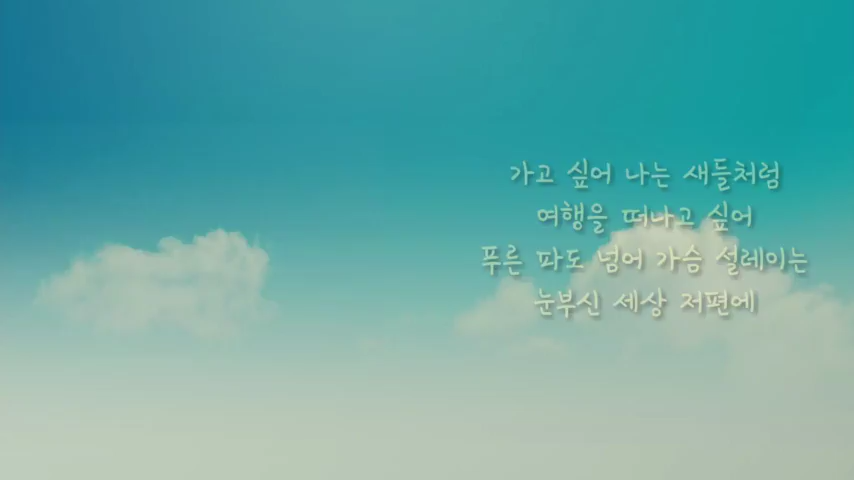 가고 싶어 나는 새들처럼
여행을 떠나고 싶어
푸른 파도 넘어 가슴 설레이는
눈부신 세상 저편에